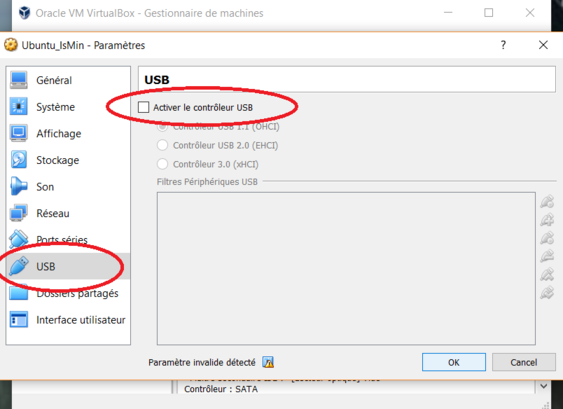 Oracle VM VirtualBox - Gestionnaire de machines
Ubuntu_IsMin - Paramètres
?
Général
Système
Affichage
Stockage
Son
Réseau
Ports séries
USB
Dossiers partagés
Interface utilisateur
USB
Activer le contrôleur USB
Contrôleur USB 1.1 (OHCI)
Contrôleur USB 2.0 (EHCI)
Contrôleur 3.0 (xHCI)
Filtres Périphériques USB
Paramètre invalide détecté
OK
Cancel
Contrôleur : SATA